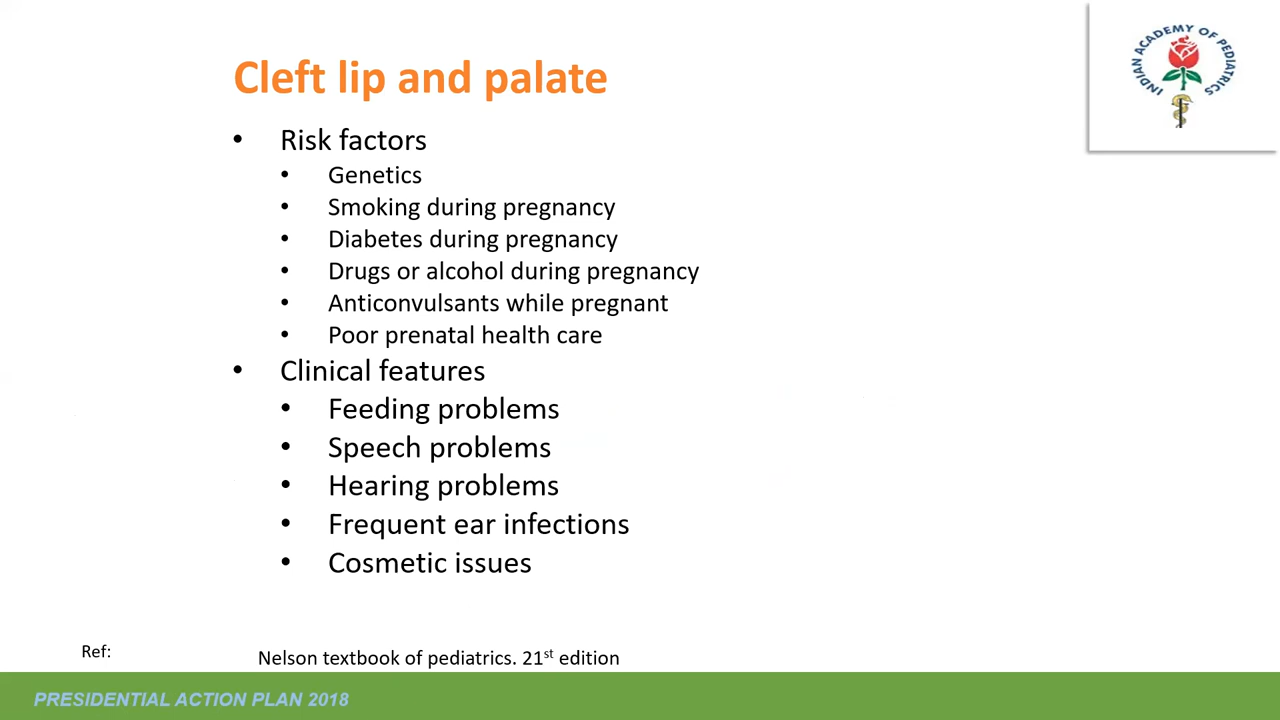 Cleft lip and palate
INDIAN ACADEMY OF PEDIATRICS
• Risk factors
• Genetics
• Smoking during pregnancy
• Diabetes during pregnancy
• Drugs or alcohol during pregnancy
• Anticonvulsants while pregnant
• Poor prenatal health care
• Clinical features
• Feeding problems
• Speech problems
• Hearing problems
• Frequent ear infections
• Cosmetic issues
Ref: Nelson textbook of pediatrics. 21st edition
PRESIDENTIAL ACTION PLAN 2018